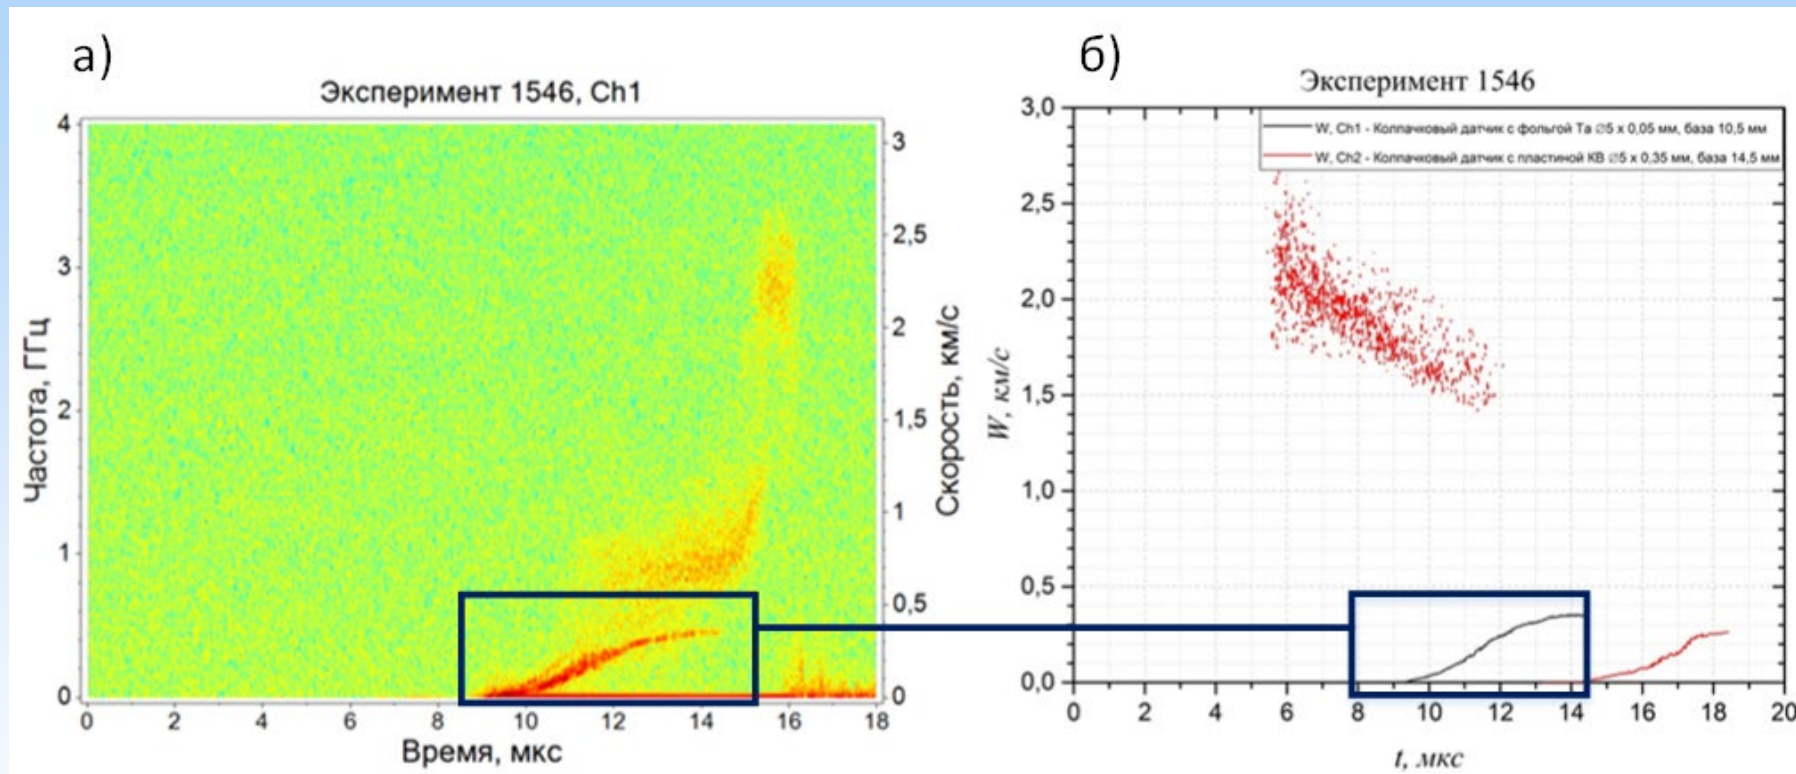 а)
Эксперимент 1546, Ch1
4
3
2
1
0
Частота, ГГц
3
2,5
2
1,5
1
0,5
0
Скорость, км/с
0 2 4 6 8 10 12 14 16 18
Время, мкс
б)
Эксперимент 1546
W, Ch1 - Колпачковый датчик с фольгой Ta ∅5 x 0,05 мм, база 10,5 мм
W, Ch2 - Колпачковый датчик с пластиной КВ ∅5 x 0,35 мм, база 14,5 мм
3,0
2,5
2,0
1,5
1,0
0,5
0,0
W, км/с
0 2 4 6 8 10 12 14 16 18 20
t, мкс